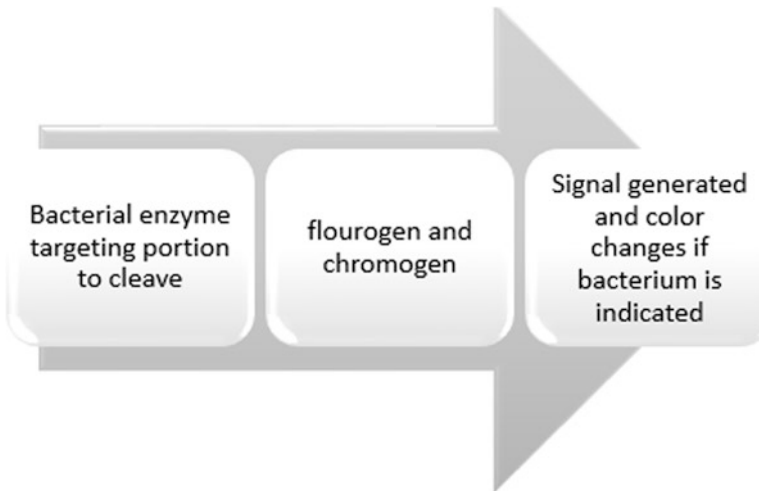 Bacterial enzyme
targeting portion
to cleave
flourogen and
chromogen
Signal generated
and color
changes if
bacterium is
indicated